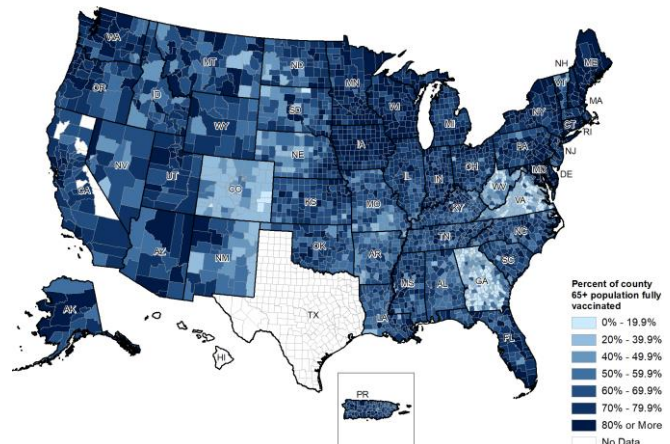 WA
MT
ND
MN
OR
ID
WY
SD
WI
MI
NH
VT
ME
NY
MA
CT
RI
NV
UT
CO
NE
IA
IL
IN
OH
PA
NJ
MD
DE
CA
KS
MO
KY
WV
VA
AZ
NM
OK
AR
TN
NC
SC
TX
LA
MS
AL
GA
FL
AK
HI
PR
Percent of county
65+ population fully
vaccinated
0% - 19.9%
20% - 39.9%
40% - 49.9%
50% - 59.9%
60% - 69.9%
70% - 79.9%
80% or More
No Data